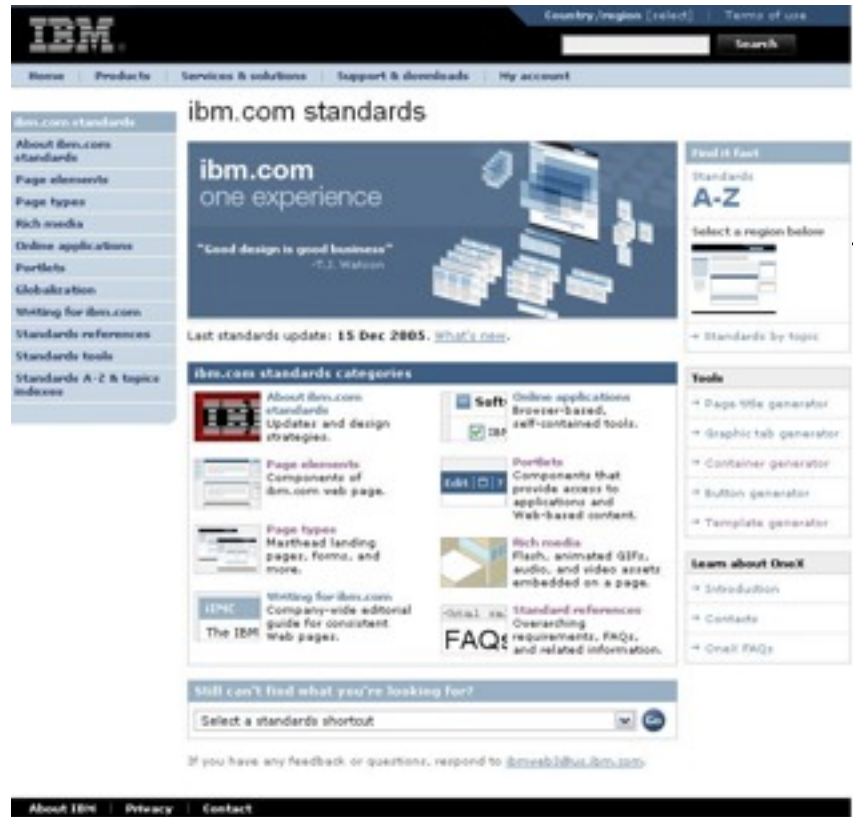 IBM
Country/region [select] | Terms of use
Search
Home | Products | Services & solutions | Support & downloads | My account
ibm.com standards
About ibm.com
standards
Page elements
Page types
Rich media
Online applications
Portlets
Globalization
Writing for ibm.com
Standards references
Standards tools
Standards A-Z & topics
indexes
ibm.com standards
ibm.com
one experience
"Good design is good business"
-T.J. Watson
Last standards update: 15 Dec 2005. What's new.
ibm.com standards categories
About ibm.com
standards
Updates and design
strategies.
Page elements
Components of
ibm.com web page.
Page types
Masthead landing
pages, forms, and
more.
The IBM
Writing for ibm.com
Company-wide editorial
guide for consistent
Web pages.
Soft
Online applications
Browser-based,
self-contained tools.
Edit
Portlets
Components that
provide access to
applications and
Web-based content.
Rich media
Flash, animated GIFs,
audio, and video assets
embedded on a page.
FAQs
Standard references
Overarching
requirements, FAQs,
and related information.
Still can't find what you're looking for?
Select a standards shortcut
Go
If you have any feedback or questions, respond to
Find it fast
Standards
A-Z
Select a region below
→ Standards by topic
Tools
→ Page title generator
→ Graphic tab generator
→ Container generator
→ Button generator
→ Template generator
Learn about OneX
→ Introduction
→ Contacts
→ OneX FAQs
About IBM | Privacy | Contact